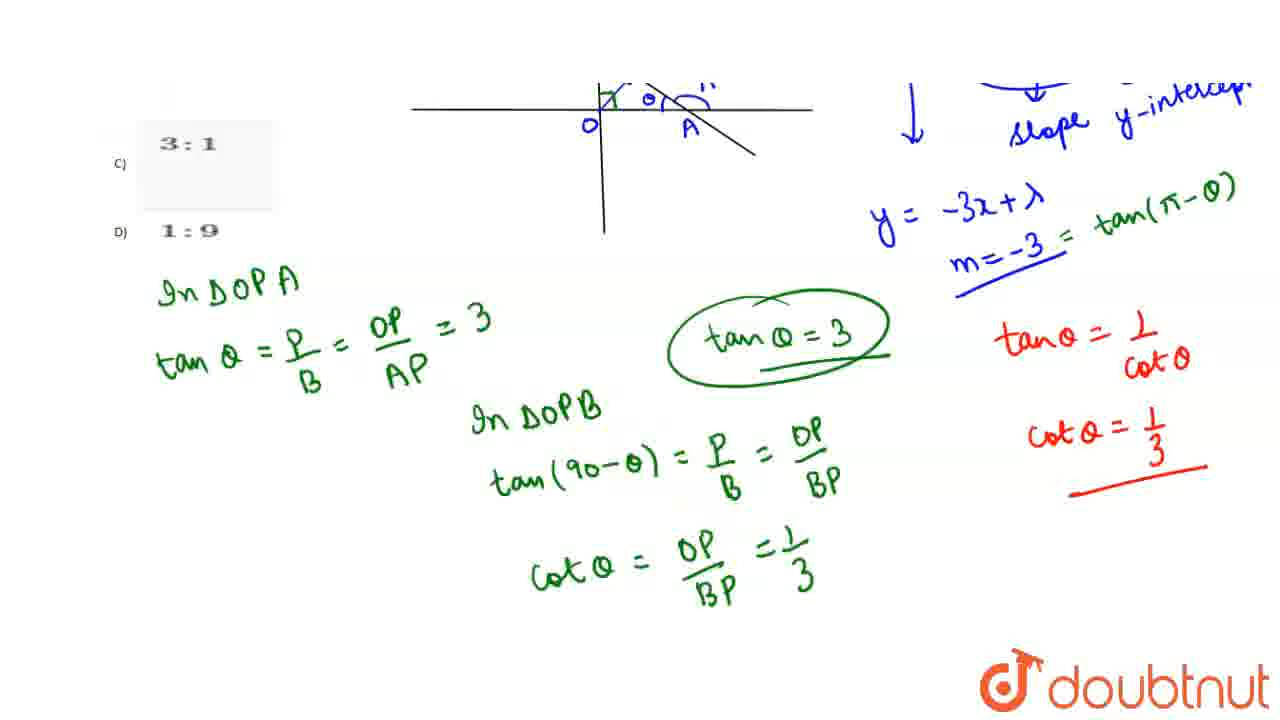 O θ A
slope y-intercept
C) 3 : 1
y = -3x + λ
D) 1 : 9
m = -3 = tan(π - θ)
In ΔOPA
tan θ = P/B = OP/AP = 3
tan θ = 3
tan θ = 1/cot θ
In ΔOPB
cot θ = 1/3
tan(90 - θ) = P/B = OP/BP
cot θ = OP/BP = 1/3
doubtnut